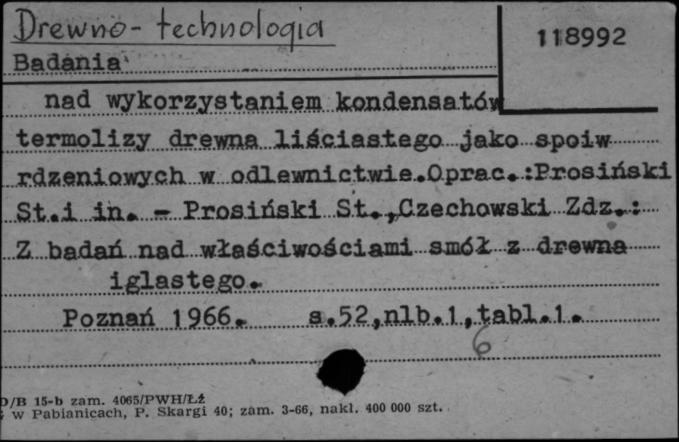 Drewno - technologia
118992
Badania
nad wykorzystaniem kondensatów
termolizy drewna liściastego jako spoiw
rdzeniowych w odlewnictwie.Oprac.:Prosiński
St.i in. - Prosiński St.,Czechowski Zdz.:
Z badań nad właściwościami smół z drewna
iglastego.
Poznań 1966. s.52,nlb.1,tabl.1.
6
D/B 15-b zam. 4065/PWH/Łź
w Pabianicach, P. Skargi 40; zam. 3-66, nakł. 400 000 szt.